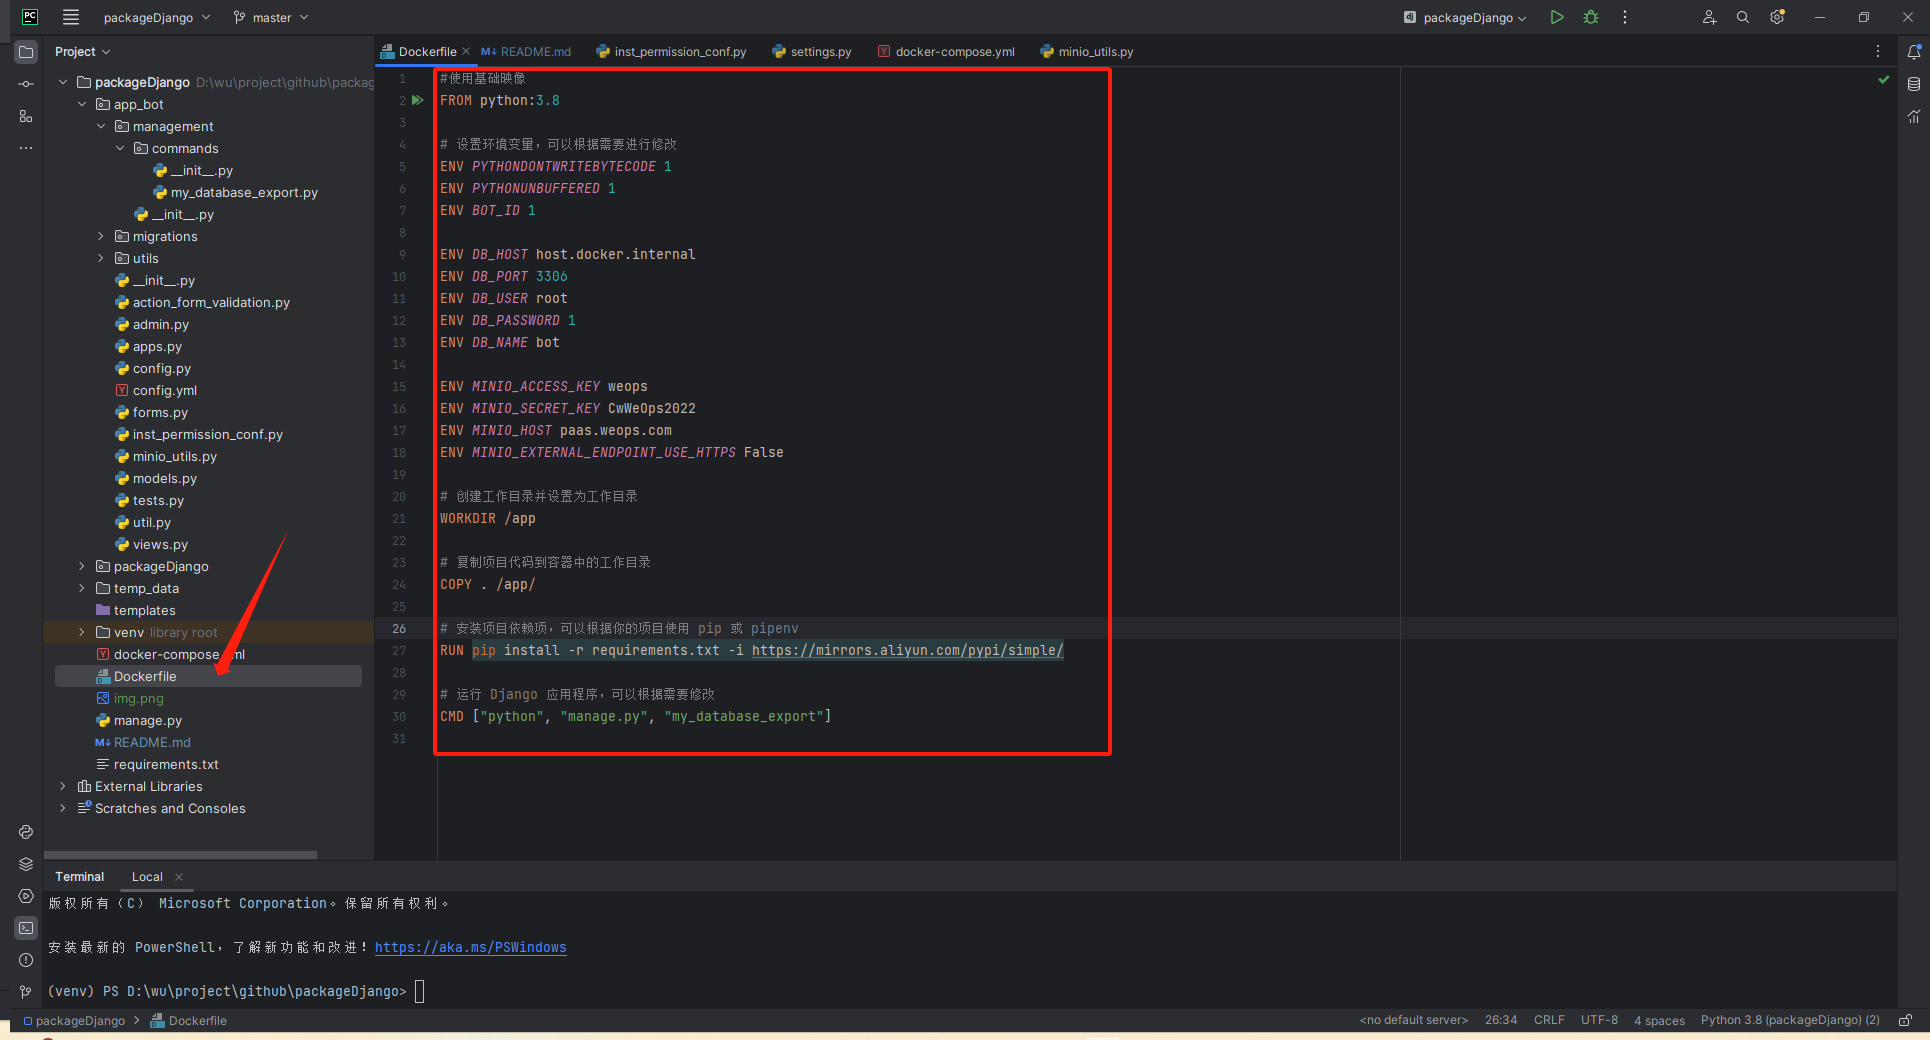 PC
packageDjango
master
dj packageDjango
Project
Dockerfile
M↓ README.md
inst_permission_conf.py
settings.py
docker-compose.yml
minio_utils.py
packageDjango D:\wu\project\github\packag
app_bot
management
commands
__init__.py
my_database_export.py
__init__.py
migrations
utils
__init__.py
action_form_validation.py
admin.py
apps.py
config.py
config.yml
forms.py
inst_permission_conf.py
minio_utils.py
models.py
tests.py
util.py
views.py
packageDjango
temp_data
templates
venv library root
docker-compose ml
Dockerfile
img.png
manage.py
M↓ README.md
requirements.txt
External Libraries
Scratches and Consoles
1 #使用基础映像
2 FROM python:3.8
3
4 # 设置环境变量，可以根据需要进行修改
5 ENV PYTHONDONTWRITEBYTECODE 1
6 ENV PYTHONUNBUFFERED 1
7 ENV BOT_ID 1
8
9 ENV DB_HOST host.docker.internal
10 ENV DB_PORT 3306
11 ENV DB_USER root
12 ENV DB_PASSWORD 1
13 ENV DB_NAME bot
14
15 ENV MINIO_ACCESS_KEY weops
16 ENV MINIO_SECRET_KEY CwWeOps2022
17 ENV MINIO_HOST paas.weops.com
18 ENV MINIO_EXTERNAL_ENDPOINT_USE_HTTPS False
19
20 # 创建工作目录并设置为工作目录
21 WORKDIR /app
22
23 # 复制项目代码到容器中的工作目录
24 COPY . /app/
25
26 # 安装项目依赖项，可以根据你的项目使用 pip 或 pipenv
27 RUN pip install -r requirements.txt -i https://mirrors.aliyun.com/pypi/simple/
28
29 # 运行 Django 应用程序，可以根据需要修改
30 CMD ["python", "manage.py", "my_database_export"]
31
Terminal
Local
版权所有（C） Microsoft Corporation。保留所有权利。
安装最新的 PowerShell，了解新功能和改进！https://aka.ms/PSWindows
(venv) PS D:\wu\project\github\packageDjango>
packageDjango > Dockerfile
<no default server>
26:34
CRLF
UTF-8
4 spaces
Python 3.8 (packageDjango) (2)